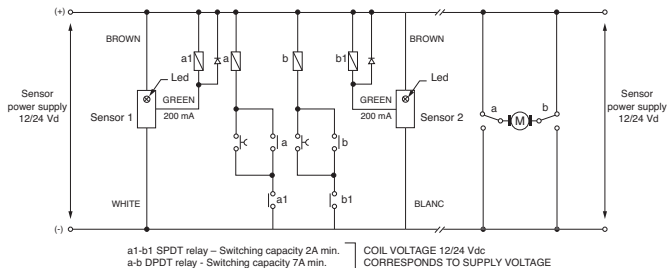 (+)
BROWN
a1
a
b
b1
BROWN
Led
Led
GREEN
200 mA
GREEN
200 mA
Sensor
power supply
12/24 Vd
Sensor 1
Sensor 2
a
M
b
Sensor
power supply
12/24 Vd
a
b
a1
b1
WHITE
BLANC
(-)
a1-b1 SPDT relay – Switching capacity 2A min.
a-b DPDT relay - Switching capacity 7A min.
COIL VOLTAGE 12/24 Vdc
CORRESPONDS TO SUPPLY VOLTAGE